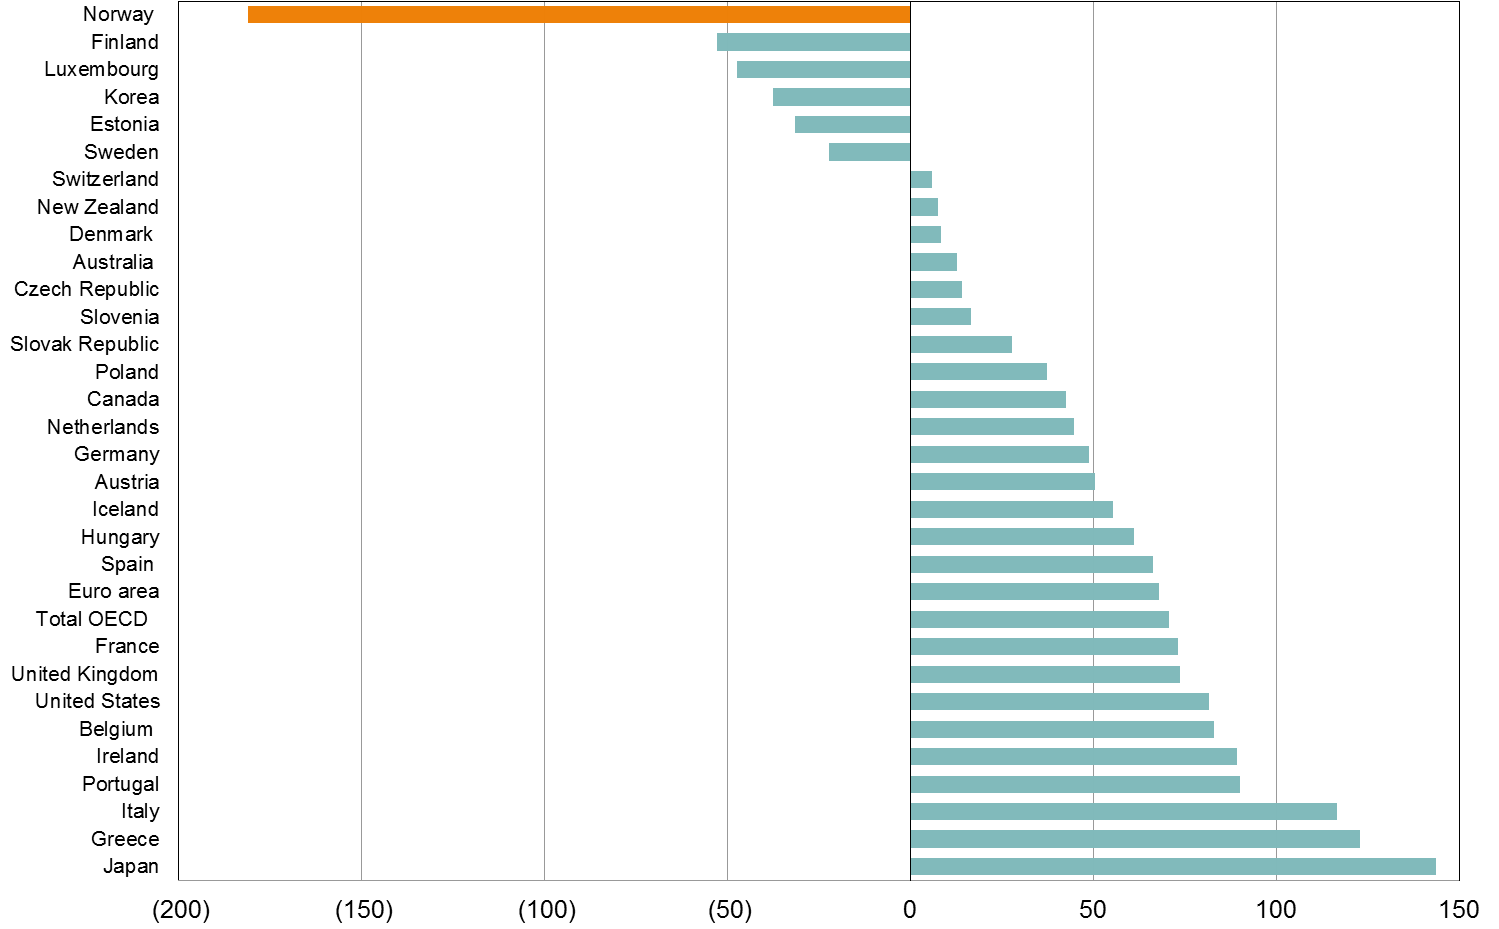 Norway
Finland
Luxembourg
Korea
Estonia
Sweden
Switzerland
New Zealand
Denmark
Australia
Czech Republic
Slovenia
Slovak Republic
Poland
Canada
Netherlands
Germany
Austria
Iceland
Hungary
Spain
Euro area
Total OECD
France
United Kingdom
United States
Belgium
Ireland
Portugal
Italy
Greece
Japan
(200) (150) (100) (50) 0 50 100 150